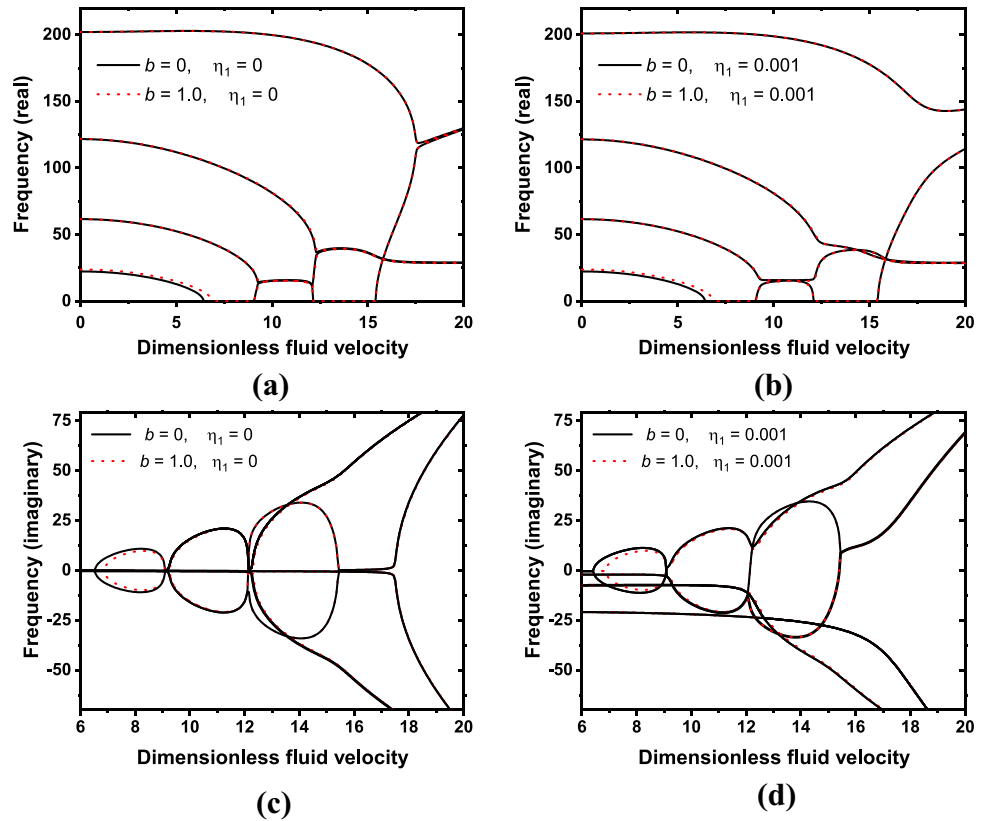 200
150
100
50
0
Frequency (real)
b = 0, η₁ = 0
b = 1.0, η₁ = 0
0 5 10 15 20
Dimensionless fluid velocity
(a)
200
150
100
50
0
Frequency (real)
b = 0, η₁ = 0.001
b = 1.0, η₁ = 0.001
0 5 10 15 20
Dimensionless fluid velocity
(b)
75
50
25
0
-25
-50
Frequency (imaginary)
b = 0, η₁ = 0
b = 1.0, η₁ = 0
6 8 10 12 14 16 18 20
Dimensionless fluid velocity
(c)
75
50
25
0
-25
-50
Frequency (imaginary)
b = 0, η₁ = 0.001
b = 1.0, η₁ = 0.001
6 8 10 12 14 16 18 20
Dimensionless fluid velocity
(d)